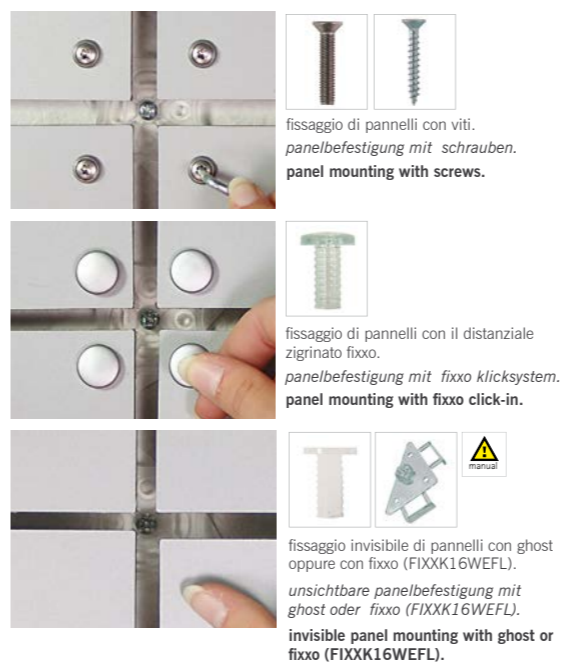 fissaggio di pannelli con viti.
panelbefestigung mit schrauben.
panel mounting with screws.
fissaggio di pannelli con il distanziale
zigrinato fixxo.
panelbefestigung mit fixxo klicksystem.
panel mounting with fixxo click-in.
manual
fissaggio invisibile di pannelli con ghost
oppure con fixxo (FIXXK16WEFL).
unsichtbare panelbefestigung mit
ghost oder fixxo (FIXXK16WEFL).
invisible panel mounting with ghost or
fixxo (FIXXK16WEFL).